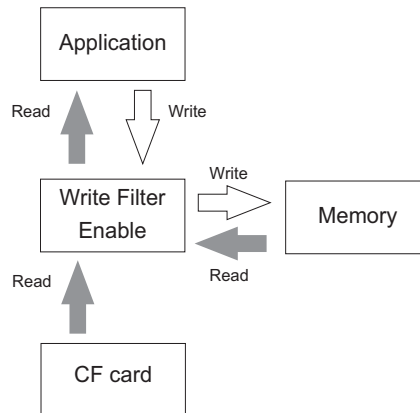 Application
Read
Write
Write
Write Filter
Enable
Memory
Read
Read
CF card